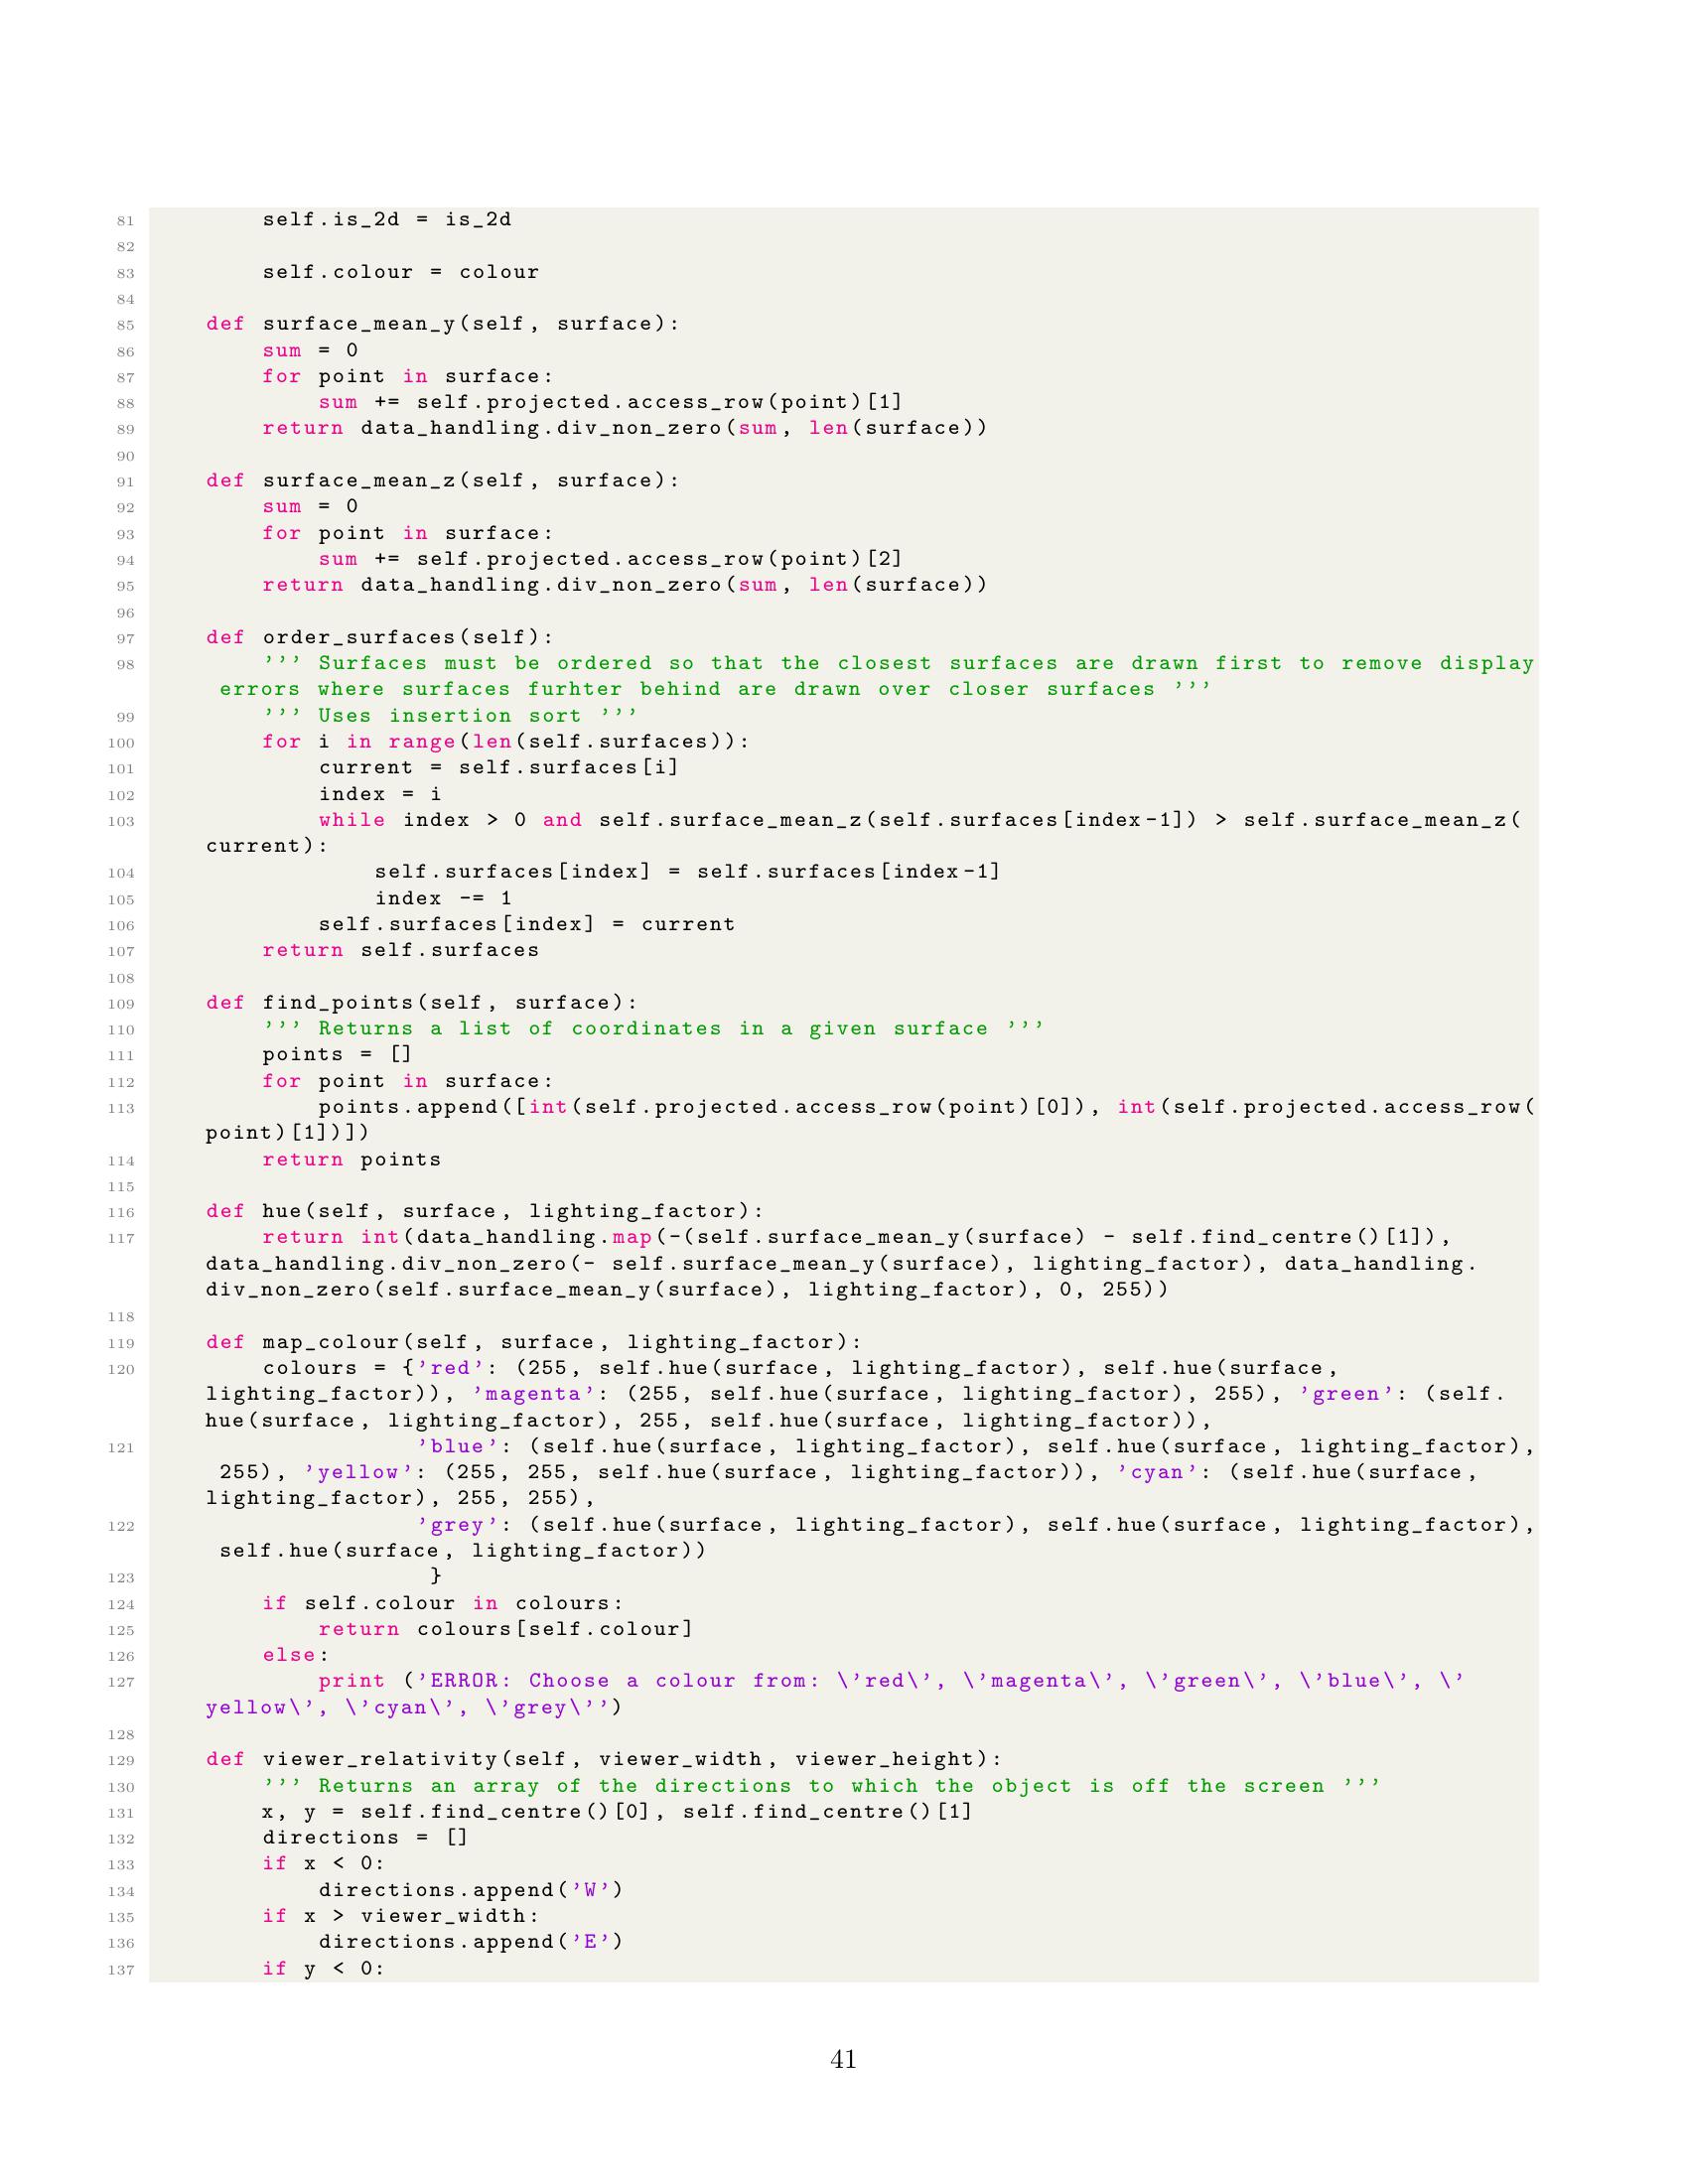 81 self.is_2d = is_2d
82
83 self.colour = colour
84
85 def surface_mean_y(self, surface):
86 sum = 0
87 for point in surface:
88 sum += self.projected.access_row(point)[1]
89 return data_handling.div_non_zero(sum, len(surface))
90
91 def surface_mean_z(self, surface):
92 sum = 0
93 for point in surface:
94 sum += self.projected.access_row(point)[2]
95 return data_handling.div_non_zero(sum, len(surface))
96
97 def order_surfaces(self):
98 ''' Surfaces must be ordered so that the closest surfaces are drawn first to remove display
errors where surfaces furhter behind are drawn over closer surfaces '''
99 ''' Uses insertion sort '''
100 for i in range(len(self.surfaces)):
101 current = self.surfaces[i]
102 index = i
103 while index > 0 and self.surface_mean_z(self.surfaces[index-1]) > self.surface_mean_z(
current):
104 self.surfaces[index] = self.surfaces[index-1]
105 index -= 1
106 self.surfaces[index] = current
107 return self.surfaces
108
109 def find_points(self, surface):
110 ''' Returns a list of coordinates in a given surface '''
111 points = []
112 for point in surface:
113 points.append([int(self.projected.access_row(point)[0]), int(self.projected.access_row(
point)[1])])
114 return points
115
116 def hue(self, surface, lighting_factor):
117 return int(data_handling.map(-(self.surface_mean_y(surface) - self.find_centre()[1]),
data_handling.div_non_zero(- self.surface_mean_y(surface), lighting_factor), data_handling.
div_non_zero(self.surface_mean_y(surface), lighting_factor), 0, 255))
118
119 def map_colour(self, surface, lighting_factor):
120 colours = {'red': (255, self.hue(surface, lighting_factor), self.hue(surface,
lighting_factor)), 'magenta': (255, self.hue(surface, lighting_factor), 255), 'green': (self.
hue(surface, lighting_factor), 255, self.hue(surface, lighting_factor)),
121 'blue': (self.hue(surface, lighting_factor), self.hue(surface, lighting_factor),
255), 'yellow': (255, 255, self.hue(surface, lighting_factor)), 'cyan': (self.hue(surface,
lighting_factor), 255, 255),
122 'grey': (self.hue(surface, lighting_factor), self.hue(surface, lighting_factor),
self.hue(surface, lighting_factor))
123 }
124 if self.colour in colours:
125 return colours[self.colour]
126 else:
127 print ('ERROR: Choose a colour from: \'red\', \'magenta\', \'green\', \'blue\', \'
yellow\', \'cyan\', \'grey\'')
128
129 def viewer_relativity(self, viewer_width, viewer_height):
130 ''' Returns an array of the directions to which the object is off the screen '''
131 x, y = self.find_centre()[0], self.find_centre()[1]
132 directions = []
133 if x < 0:
134 directions.append('W')
135 if x > viewer_width:
136 directions.append('E')
137 if y < 0:
41